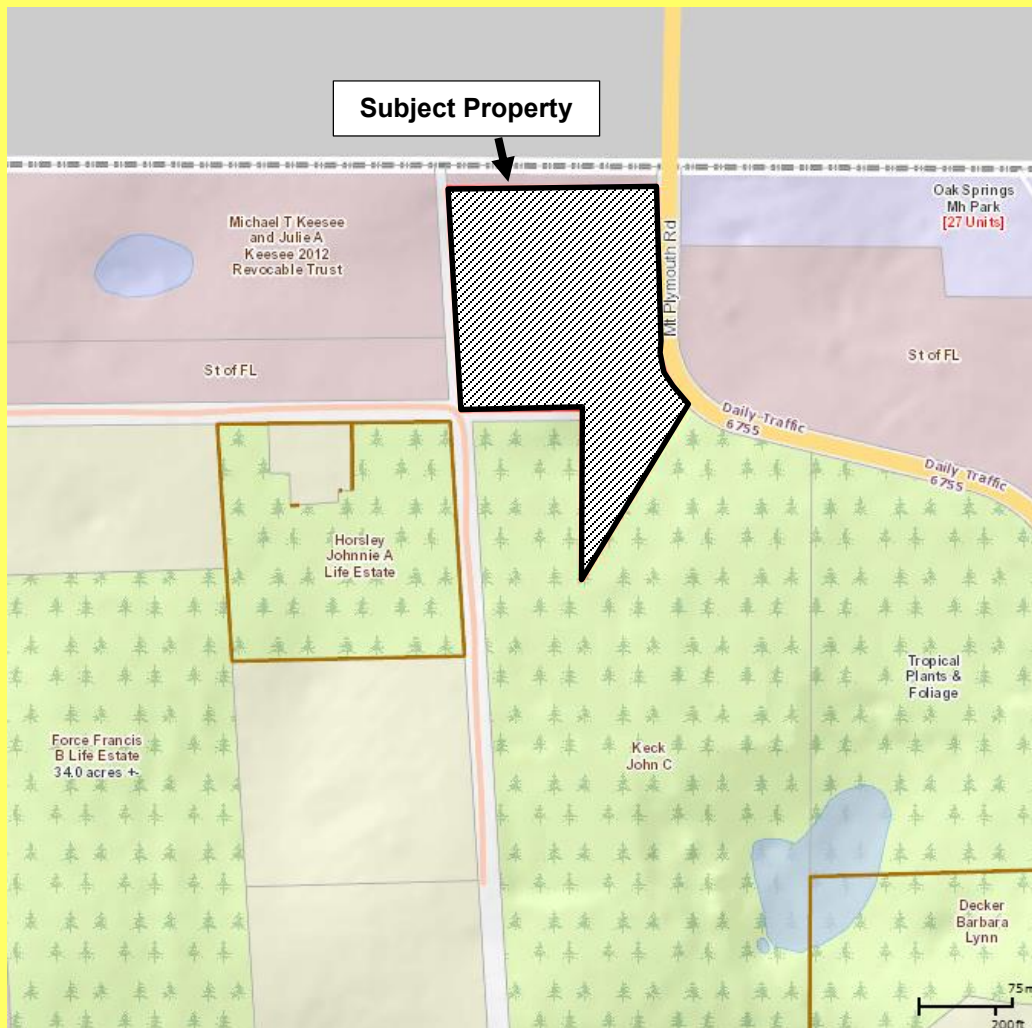 Subject Property
Oak Springs
Mh Park
[27 Units]
Michael T Keesee
and Julie A
Keesee 2012
Revocable Trust
Mt Plymouth Rd
St of FL
St of FL
Daily Traffic
6755
Daily Traffic
6755
Horsley
Johnnie A
Life Estate
Tropical
Plants &
Foliage
Force Francis
B Life Estate
34.0 acres +-
Keck
John C
Decker
Barbara
Lynn
75m
200ft